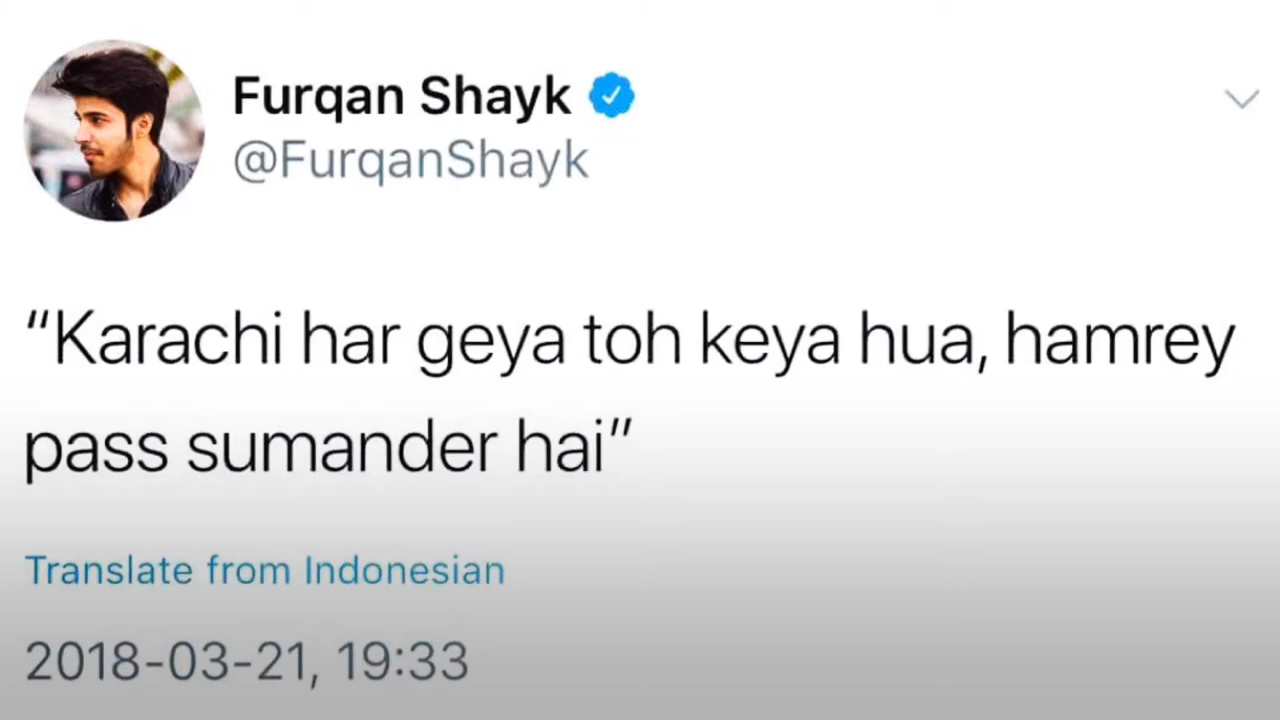 Furqan Shayk
@FurqanShayk
“Karachi har geya toh keya hua, hamrey
pass sumander hai”
Translate from Indonesian
2018-03-21, 19:33